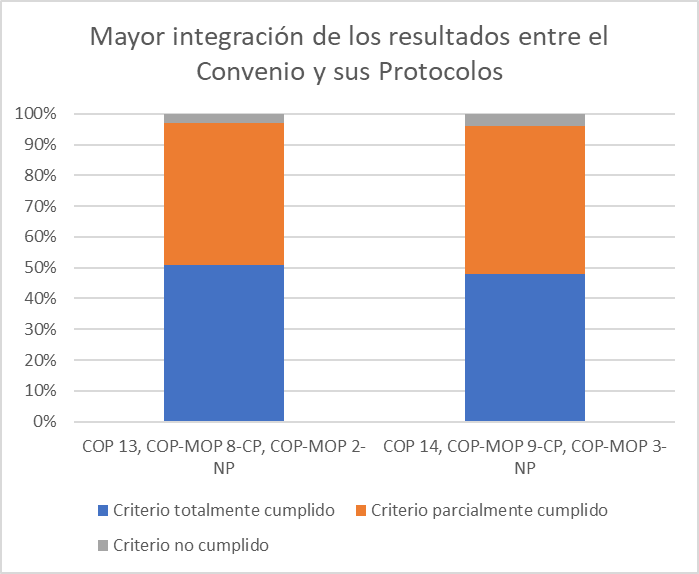 Mayor integración de los resultados entre el
Convenio y sus Protocolos
100%
90%
80%
70%
60%
50%
40%
30%
20%
10%
0%
COP 13, COP-MOP 8-CP, COP-MOP 2-
NP
COP 14, COP-MOP 9-CP, COP-MOP 3-
NP
Criterio totalmente cumplido
Criterio parcialmente cumplido
Criterio no cumplido